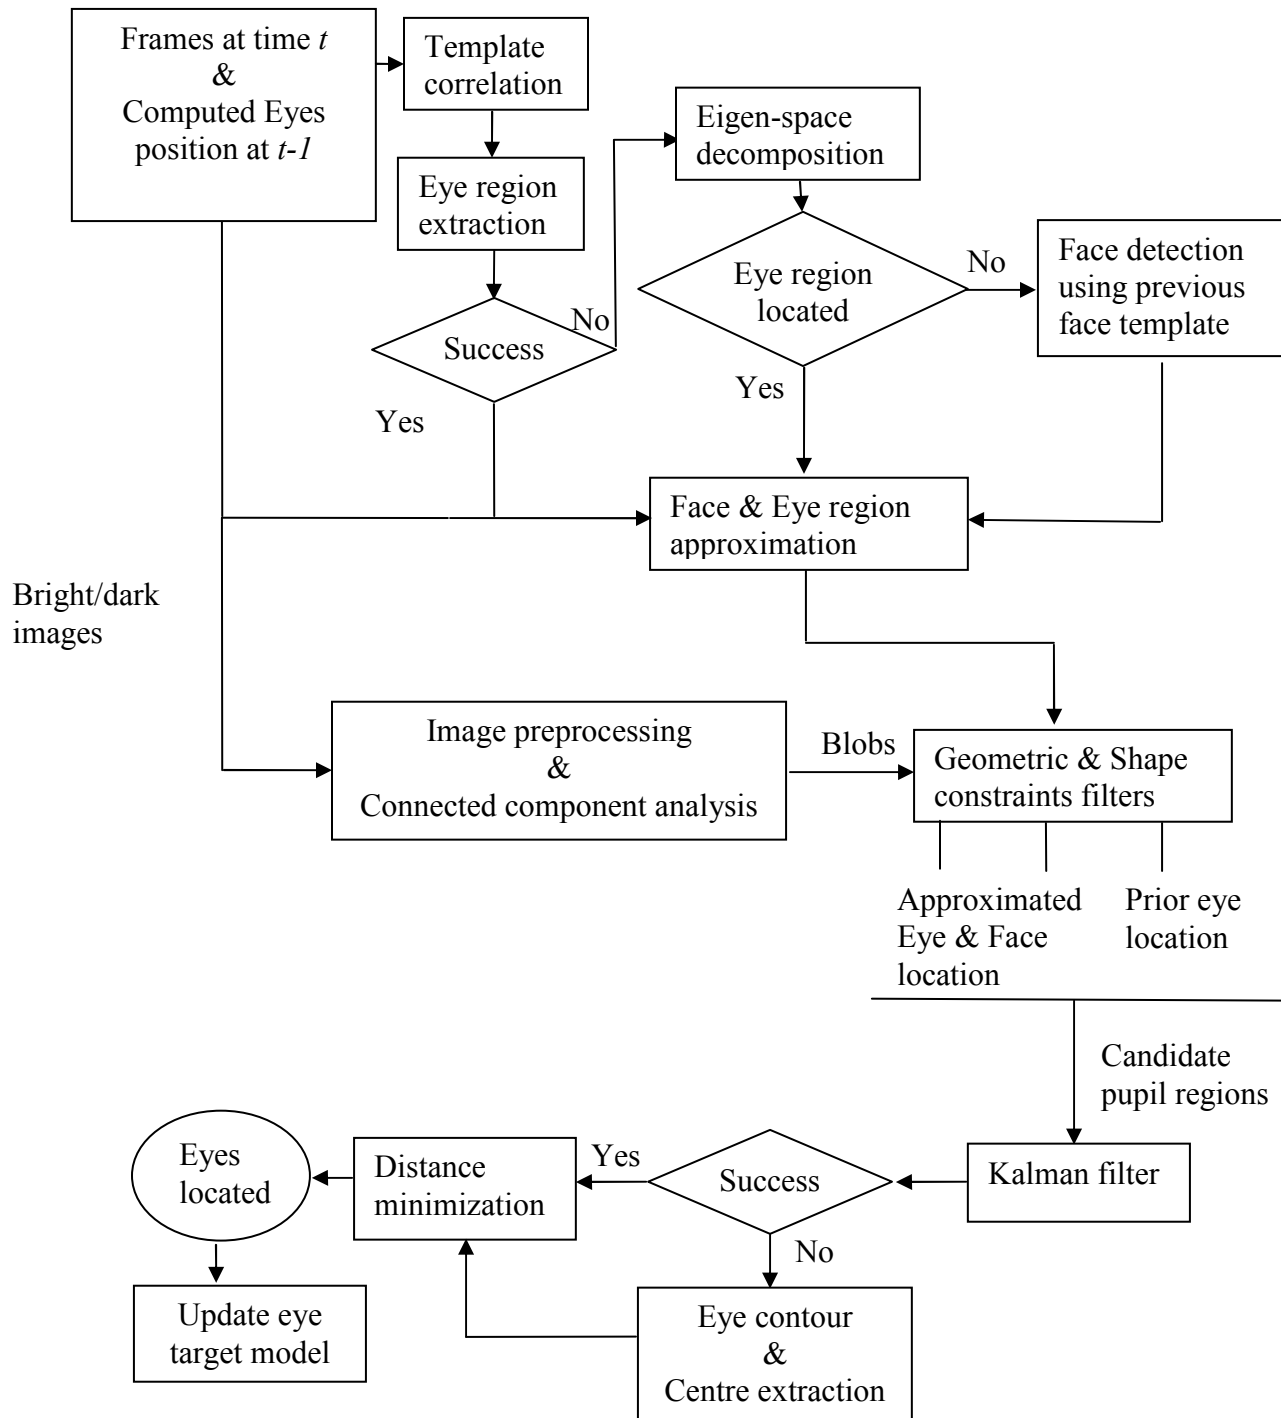 Frames at time t
&
Computed Eyes
position at t-1
Template
correlation
Eye region
extraction
Success
No
Yes
Eigen-space
decomposition
Eye region
located
No
Yes
Face detection
using previous
face template
Face & Eye region
approximation
Bright/dark
images
Image preprocessing
&
Connected component analysis
Blobs
Geometric & Shape
constraints filters
Approximated
Eye & Face
location
Prior eye
location
Candidate
pupil regions
Kalman filter
Success
Yes
No
Distance
minimization
Eyes
located
Update eye
target model
Eye contour
&
Centre extraction